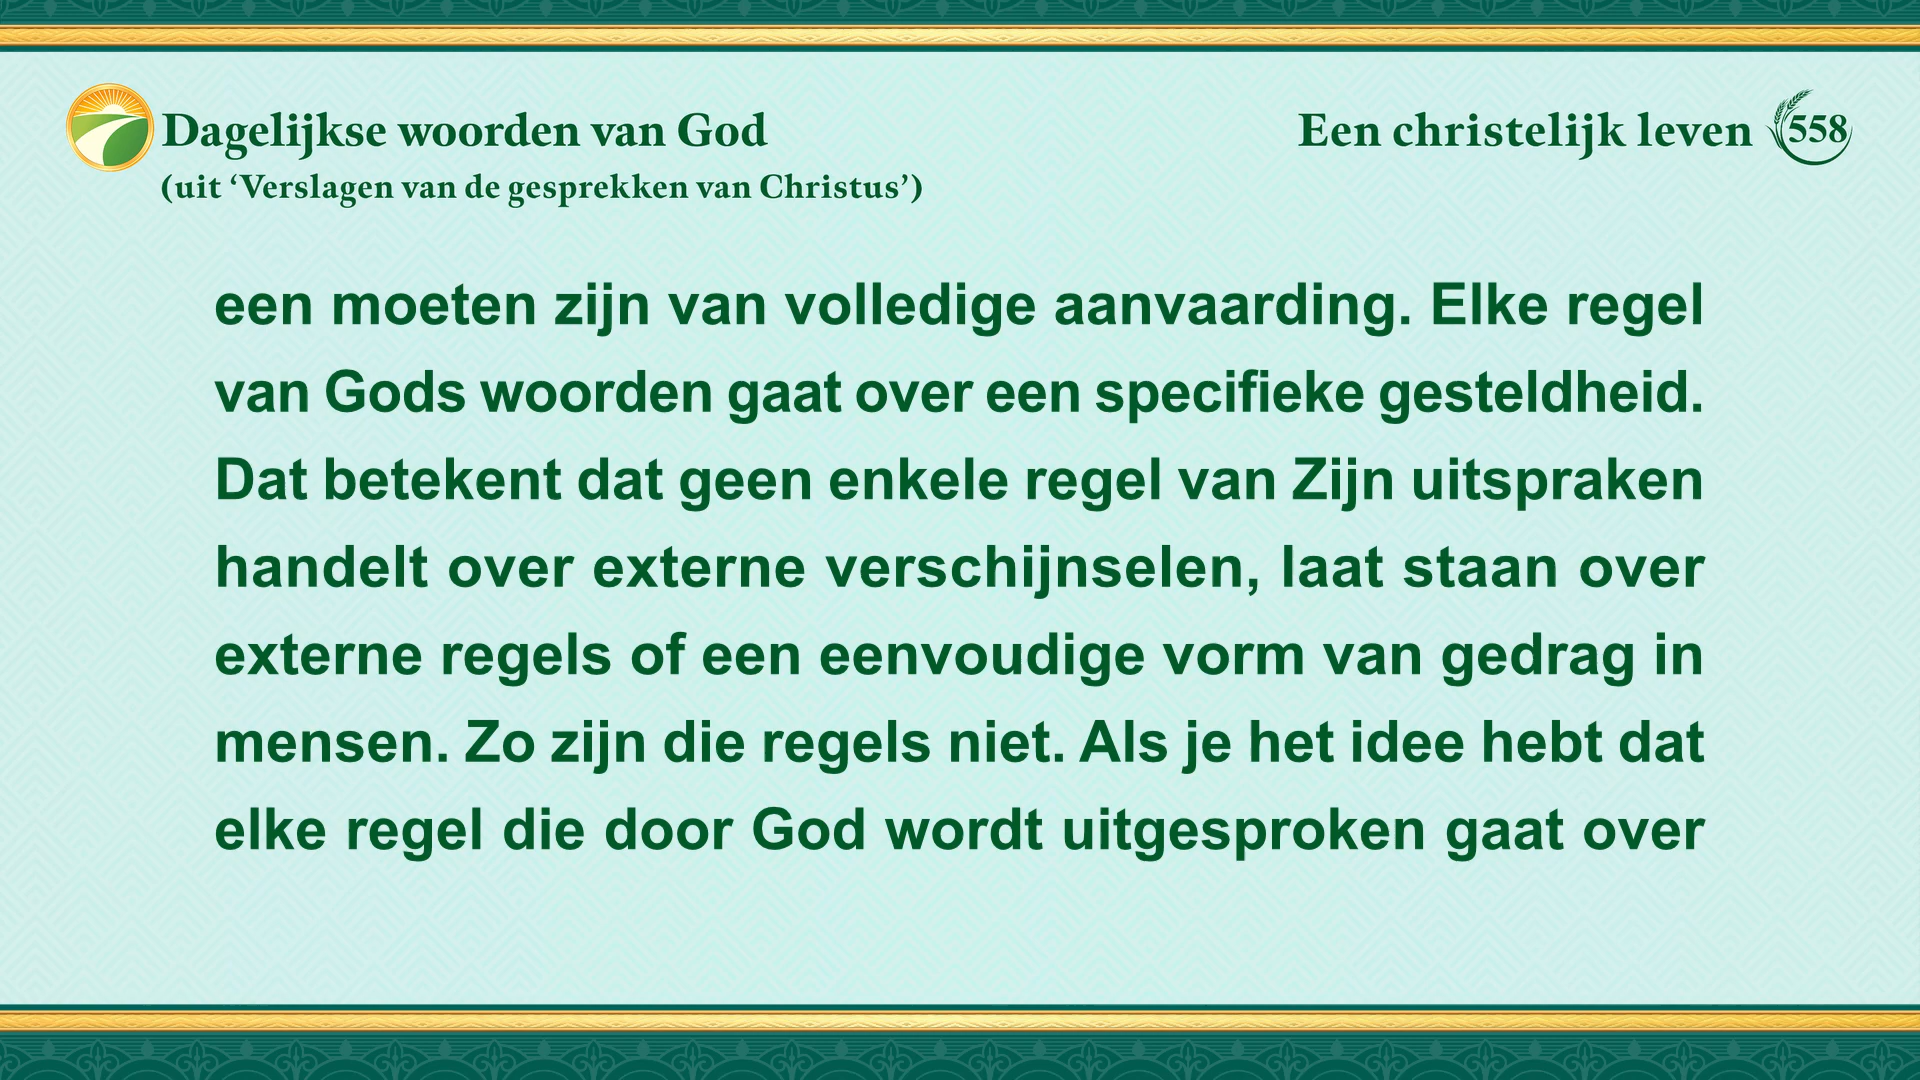 Dagelijkse woorden van God
(uit ‘Verslagen van de gesprekken van Christus’)
Een christelijk leven 558
een moeten zijn van volledige aanvaarding. Elke regel
van Gods woorden gaat over een specifieke gesteldheid.
Dat betekent dat geen enkele regel van Zijn uitspraken
handelt over externe verschijnselen, laat staan over
externe regels of een eenvoudige vorm van gedrag in
mensen. Zo zijn die regels niet. Als je het idee hebt dat
elke regel die door God wordt uitgesproken gaat over